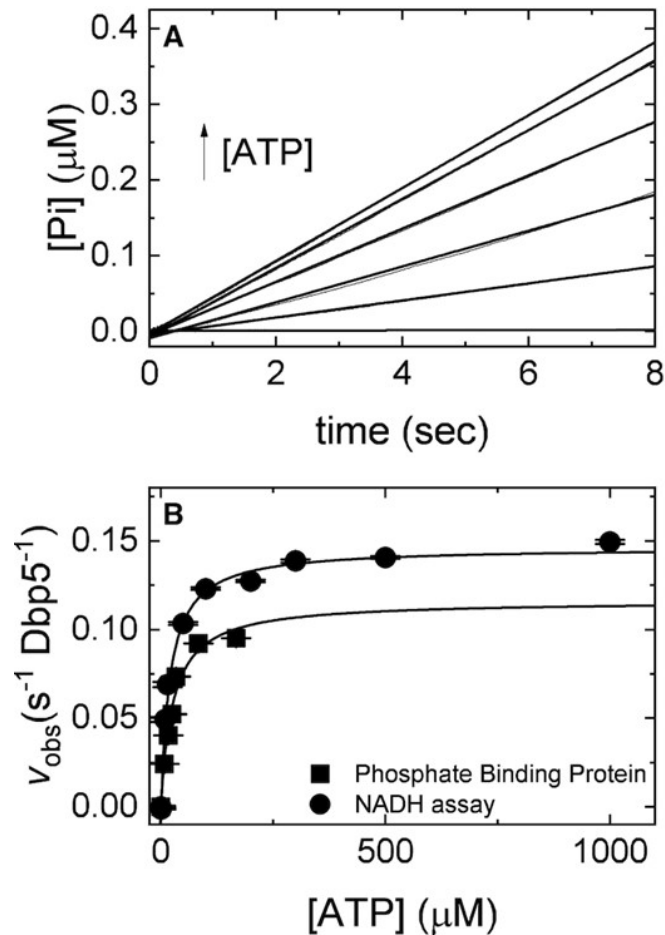 A
0.4
0.3
0.2
0.1
0.0
[Pi] (μM)
[ATP]
0 2 4 6 8
time (sec)
B
0.15
0.10
0.05
0.00
vobs(s-1 Dbp5-1)
Phosphate Binding Protein
NADH assay
0 500 1000
[ATP] (μM)